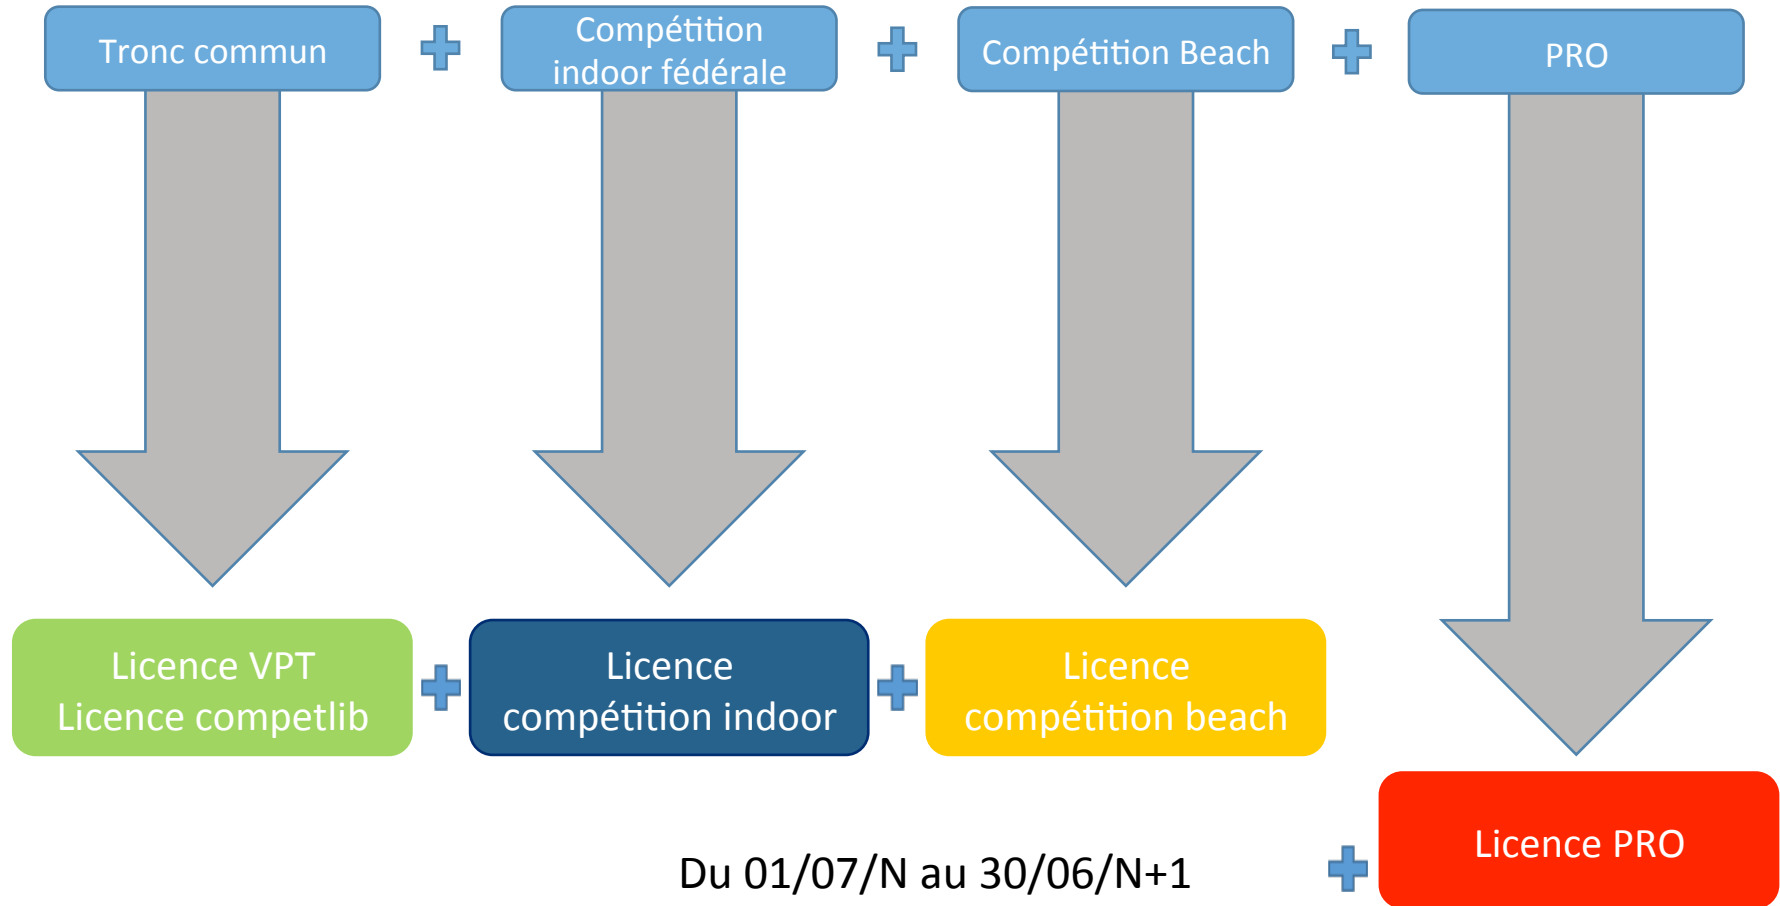 Tronc commun
Compétition
indoor fédérale
Compétition Beach
PRO
Licence VPT
Licence competlib
Licence
compétition indoor
Licence
compétition beach
Licence PRO
Du 01/07/N au 30/06/N+1